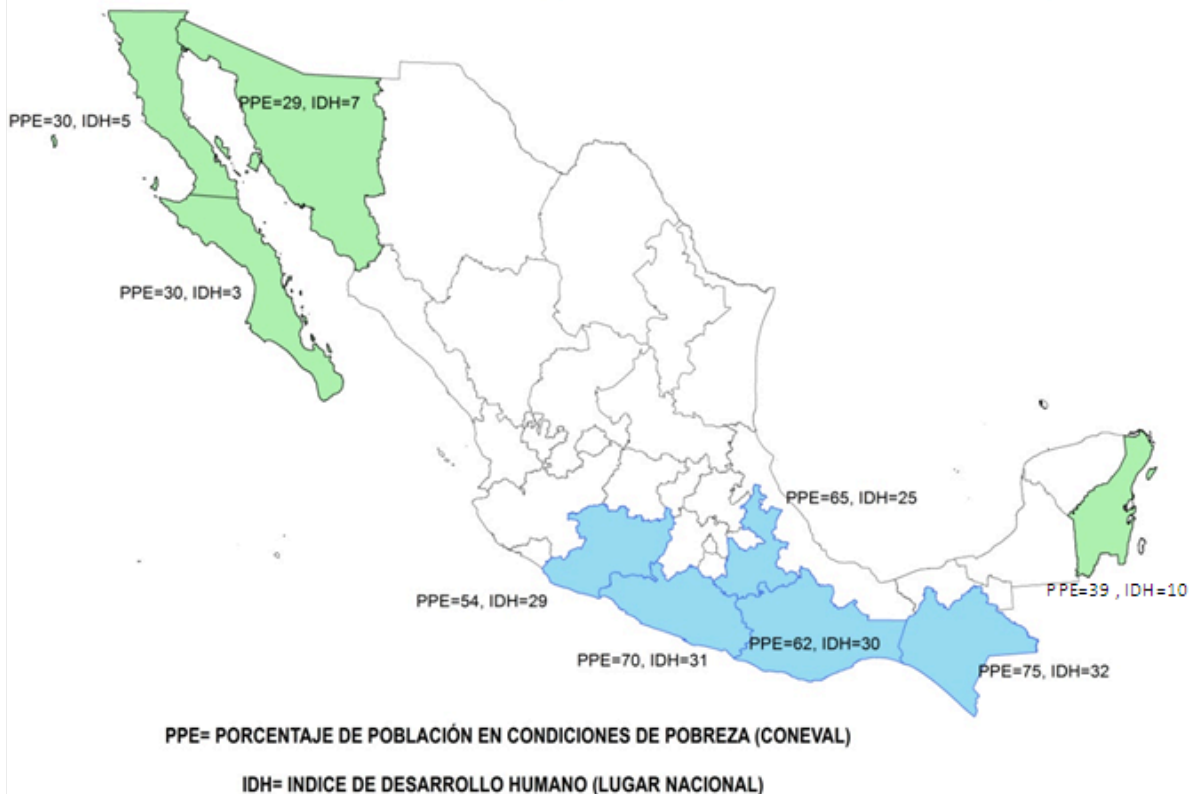 PPE=29, IDH=7
PPE=30, IDH=5
PPE=30, IDH=3
PPE=65, IDH=25
PPE=39 , IDH=10
PPE=54, IDH=29
PPE=62, IDH=30
PPE=70, IDH=31
PPE=75, IDH=32
PPE= PORCENTAJE DE POBLACIÓN EN CONDICIONES DE POBREZA (CONEVAL)
IDH= INDICE DE DESARROLLO HUMANO (LUGAR NACIONAL)